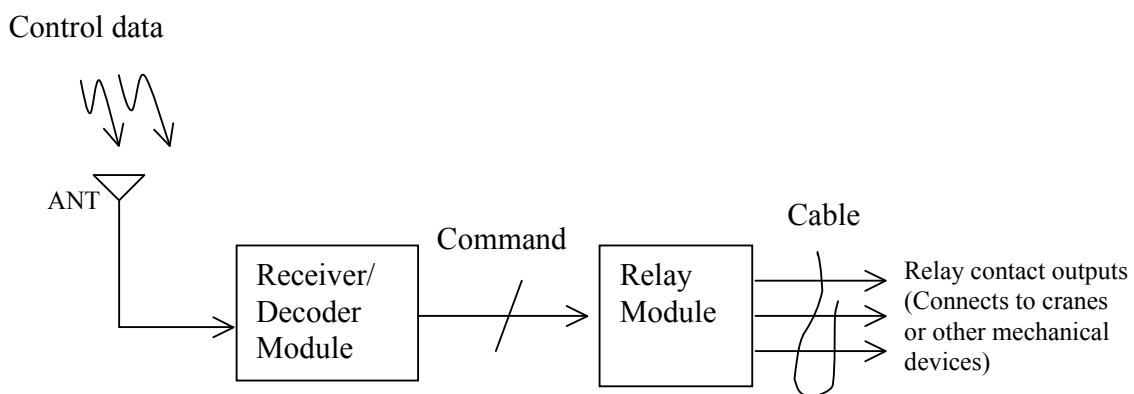 Control data
ANT
Receiver/
Decoder
Module
Command
Relay
Module
Cable
Relay contact outputs
(Connects to cranes
or other mechanical
devices)